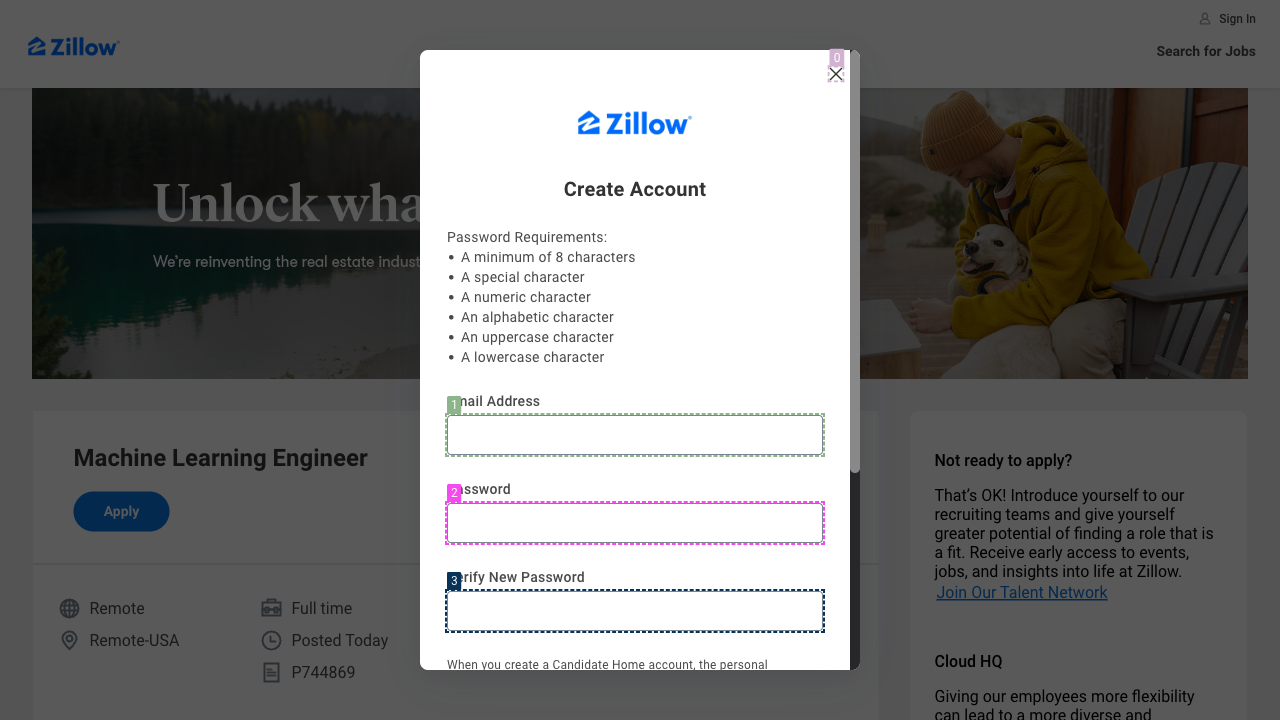 Sign In
Zillow
Search for Jobs
Unlock wha
We're reinventing the real estate indust
0
Zillow
Create Account
Password Requirements:
• A minimum of 8 characters
• A special character
• A numeric character
• An alphabetic character
• An uppercase character
• A lowercase character
1
mail Address
2
assword
3
erify New Password
When you create a Candidate Home account, the personal
Machine Learning Engineer
Apply
Remote
Full time
Remote-USA
Posted Today
P744869
Not ready to apply?
That's OK! Introduce yourself to our
recruiting teams and give yourself
greater potential of finding a role that is
a fit. Receive early access to events,
jobs, and insights into life at Zillow.
Join Our Talent Network
Cloud HQ
Giving our employees more flexibility
can lead to a more diverse and